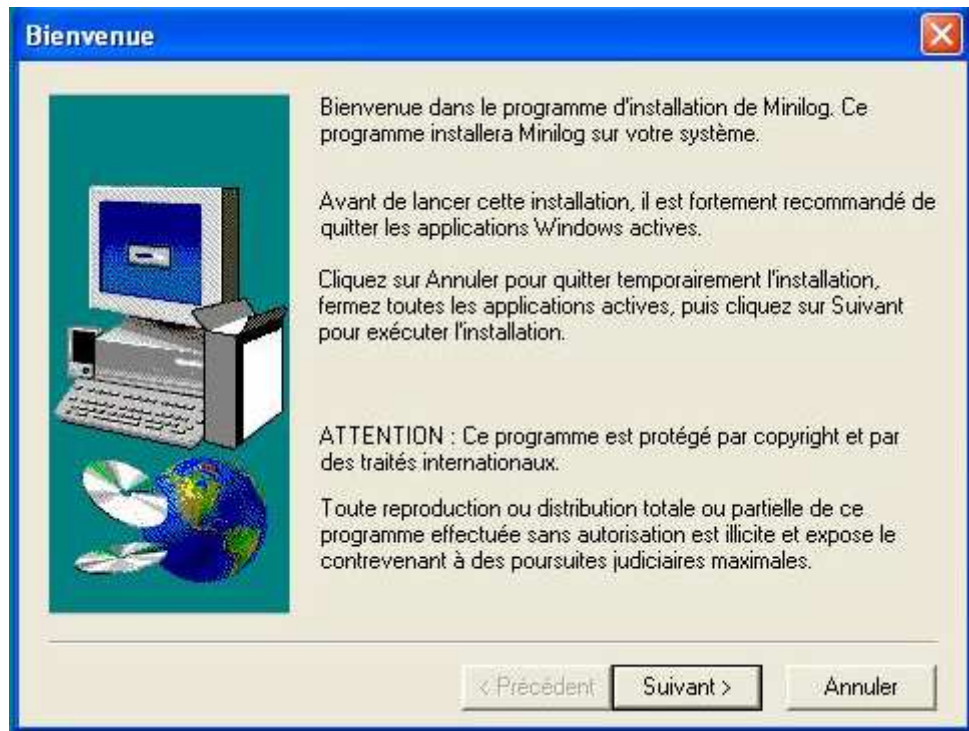 Bienvenue
Bienvenue dans le programme d'installation de Minilog. Ce
programme installera Minilog sur votre système.
Avant de lancer cette installation, il est fortement recommandé de
quitter les applications Windows actives.
Cliquez sur Annuler pour quitter temporairement l'installation,
fermez toutes les applications actives, puis cliquez sur Suivant
pour exécuter l'installation.
ATTENTION : Ce programme est protégé par copyright et par
des traités internationaux.
Toute reproduction ou distribution totale ou partielle de ce
programme effectuée sans autorisation est illicite et expose le
contrevenant à des poursuites judiciaires maximales.
< Précédent Suivant > Annuler